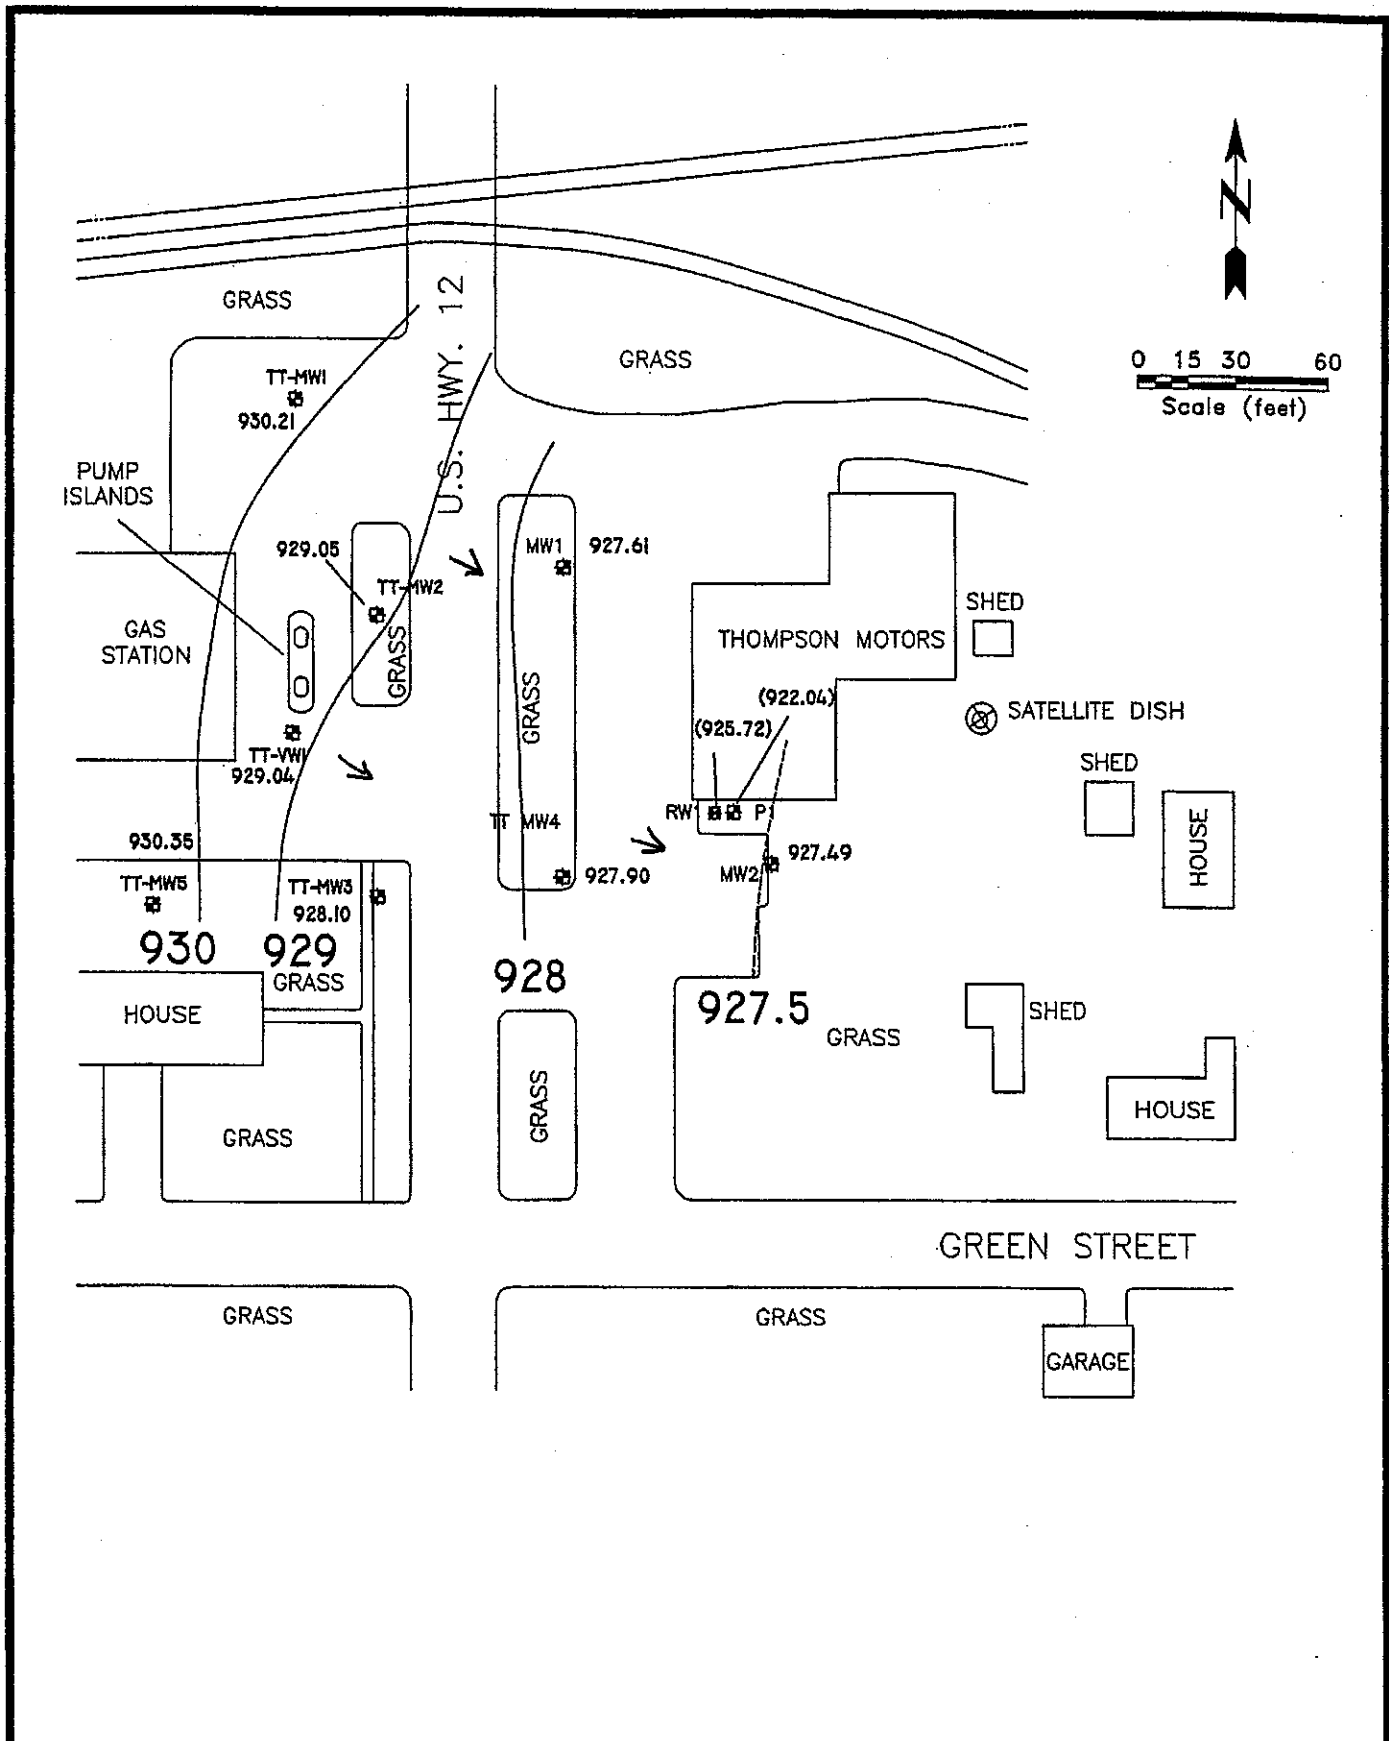 GRASS
U.S. HWY. 12
GRASS
N
0 15 30 60
Scale (feet)
TT-MW1
930.21
PUMP
ISLANDS
929.05
TT-MW2
MW1 927.61
GAS
STATION
GRASS
GRASS
THOMPSON MOTORS
SHED
(922.04)
(925.72)
SATELLITE DISH
TT-VW1
929.04
SHED
RW1 P1
TT MW4
930.35
927.49
MW2
HOUSE
TT-MW5
TT-MW3
928.10
927.90
930
929
GRASS
928
927.5
HOUSE
SHED
GRASS
GRASS
GRASS
HOUSE
GREEN STREET
GRASS
GRASS
GARAGE